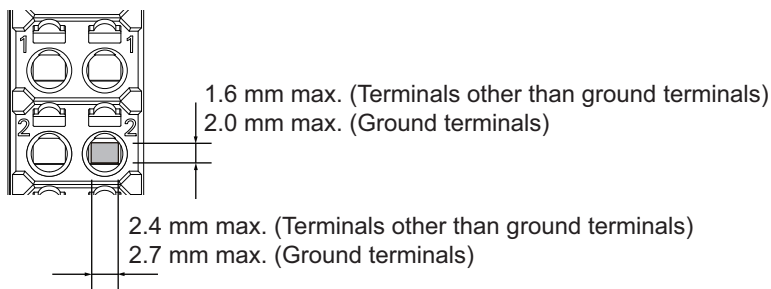 1 1
1.6 mm max. (Terminals other than ground terminals)
2.0 mm max. (Ground terminals)
2 2
2.4 mm max. (Terminals other than ground terminals)
2.7 mm max. (Ground terminals)